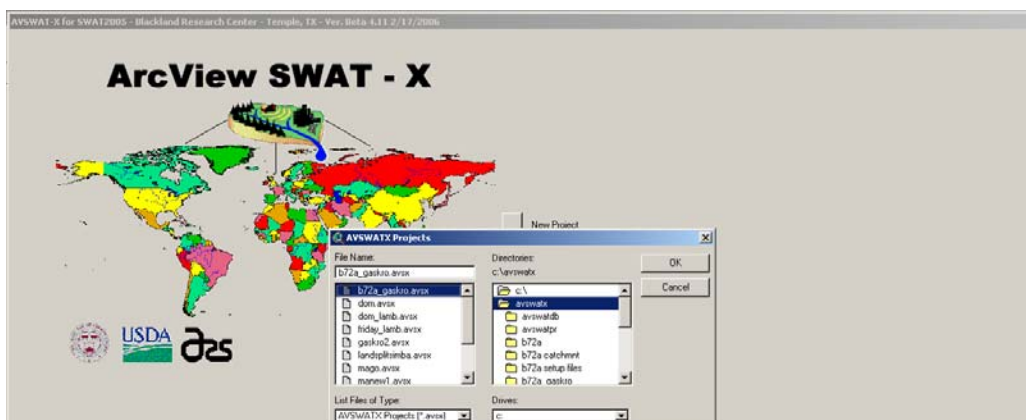 AVSWAT-X for SWAT2005 - Blackland Research Center - Temple, TX - Ver. Beta 4.11 2/17/2006
ArcView SWAT - X
New Project
AVSWATX Projects
File Name:
b72a_gaskro.avsx
b72a_gaskro.avsx
dom.avsx
dom_lamb.avsx
friday_lamb.avsx
gaskro2.avsx
landsplitsimba.avsx
mago.avsx
manew1.avsx
List Files of Type:
AVSWATX Projects (*.avsx)
Directories:
c:\avswatx
c:\
avswatx
avswatdb
avswatpr
b72a
b72a catchmnt
b72a setup files
b72a_gaskro
Drives:
c:
OK
Cancel
USDA
ars